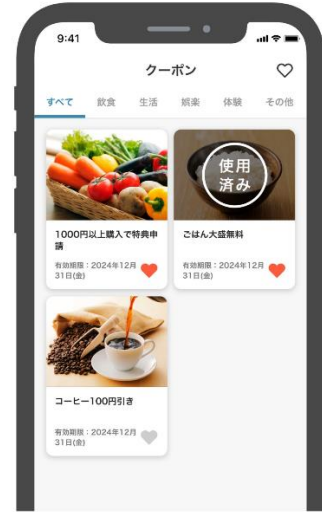 9:41
クーポン
すべて 飲食 生活 娯楽 体験 その他
使用
済み
1000円以上購入で特典申
請
有効期限：2024年12月
31日(金)
ごはん大盛無料
有効期限：2024年12月
31日(金)
コーヒー100円引き
有効期限：2024年12月
31日(金)